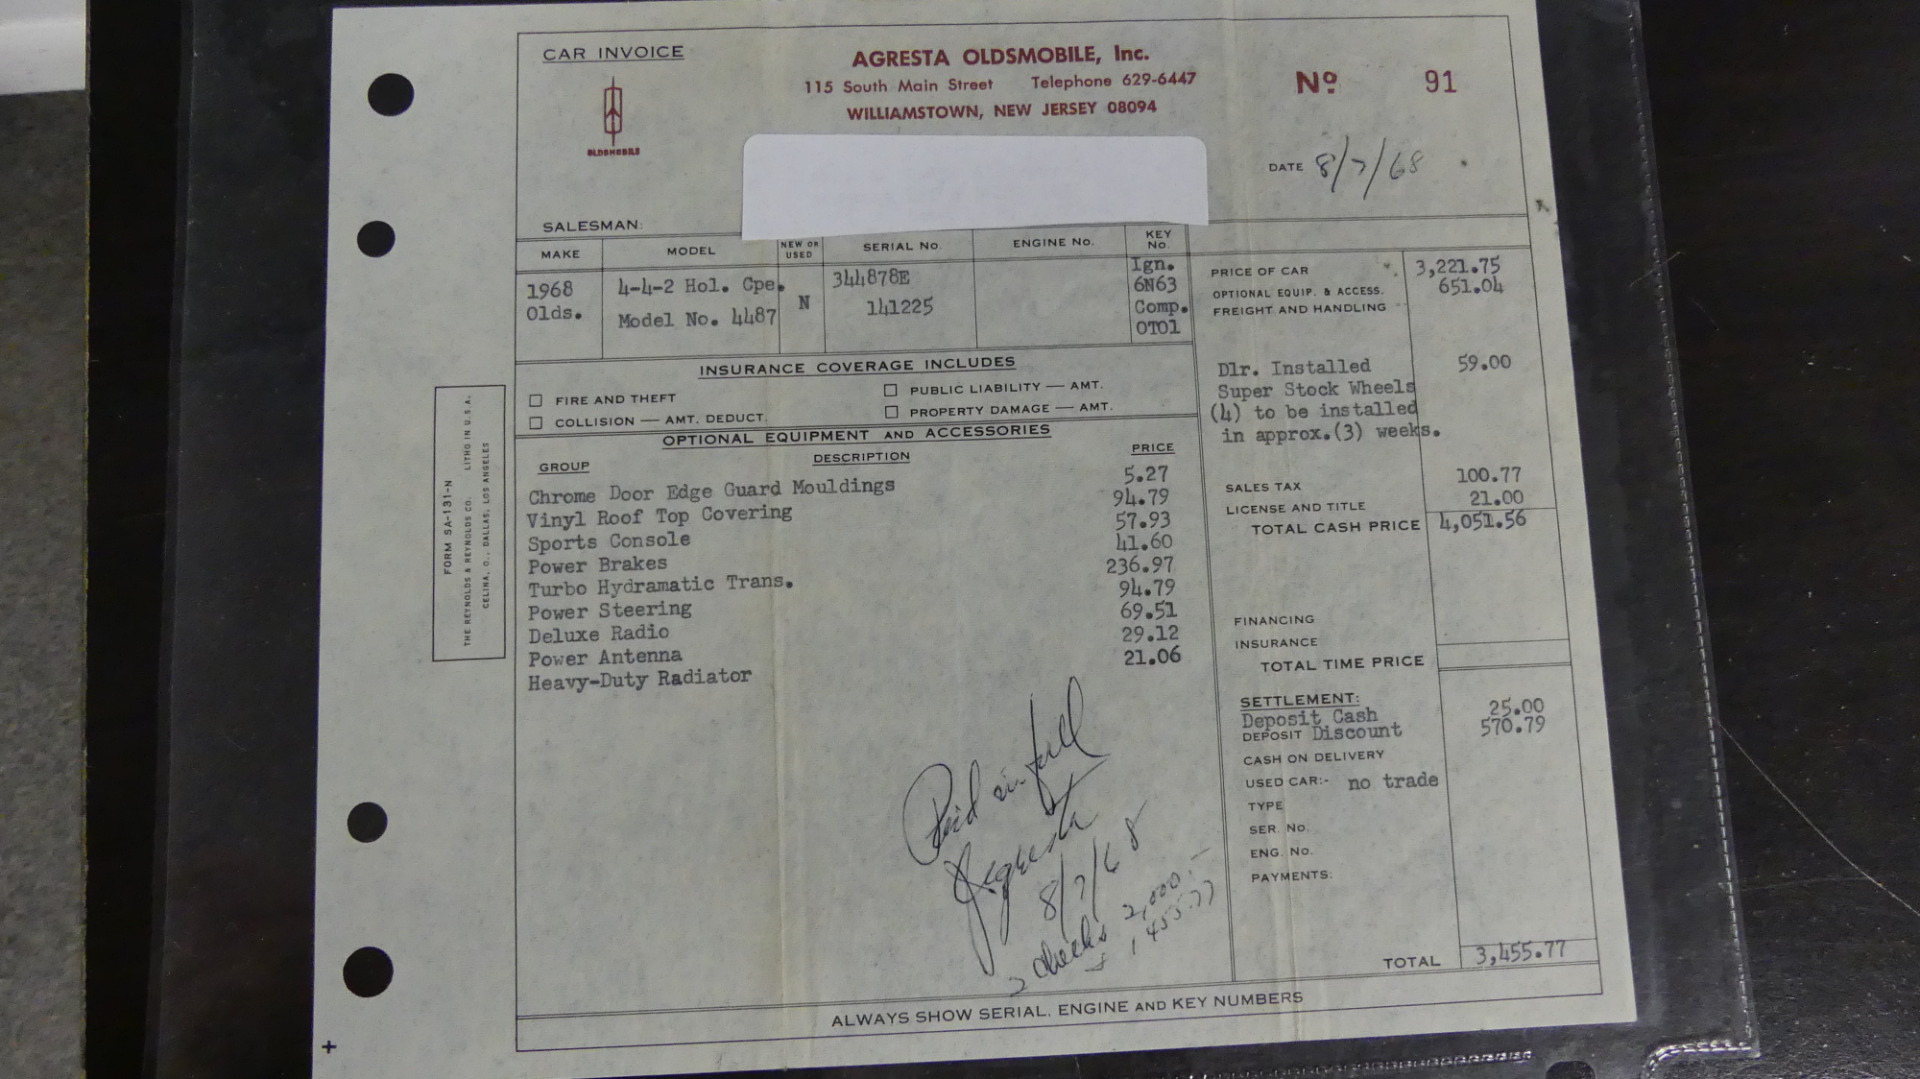 CAR INVOICE
OLDSMOBILE
AGRESTA OLDSMOBILE, Inc.
115 South Main Street Telephone 629-6447
WILLIAMSTOWN, NEW JERSEY 08094
Nº 91
DATE 8/7/68
SALESMAN:
MAKE MODEL NEW OR USED SERIAL No. ENGINE No. KEY No.
1968 Olds.
4-4-2 Hol. Cpe.
Model No. 4487
N
344878E
141225
Ign.
6N63
Comp.
OT01
INSURANCE COVERAGE INCLUDES
FIRE AND THEFT
PUBLIC LIABILITY — AMT.
COLLISION — AMT. DEDUCT.
PROPERTY DAMAGE — AMT.
OPTIONAL EQUIPMENT AND ACCESSORIES
GROUP DESCRIPTION PRICE
Chrome Door Edge Guard Mouldings 5.27
Vinyl Roof Top Covering 94.79
Sports Console 57.93
Power Brakes 41.60
Turbo Hydramatic Trans. 236.97
Power Steering 94.79
Deluxe Radio 69.51
Power Antenna 29.12
Heavy-Duty Radiator 21.06
Paid in full
Agresta
8/7/68
2 checks 2,000.-
1,455.77
PRICE OF CAR 3,221.75
OPTIONAL EQUIP. & ACCESS. 651.04
FREIGHT AND HANDLING
Dlr. Installed 59.00
Super Stock Wheels
(4) to be installed
in approx.(3) weeks.
SALES TAX 100.77
LICENSE AND TITLE 21.00
TOTAL CASH PRICE 4,051.56
FINANCING
INSURANCE
TOTAL TIME PRICE
SETTLEMENT:
Deposit Cash 25.00
DEPOSIT Discount 570.79
CASH ON DELIVERY
USED CAR:- no trade
TYPE
SER. No.
ENG. No.
PAYMENTS:
TOTAL 3,455.77
ALWAYS SHOW SERIAL, ENGINE AND KEY NUMBERS
FORM SA-131-N
THE REYNOLDS & REYNOLDS CO. LITHO IN U.S.A.
CELINA, O., DALLAS, LOS ANGELES